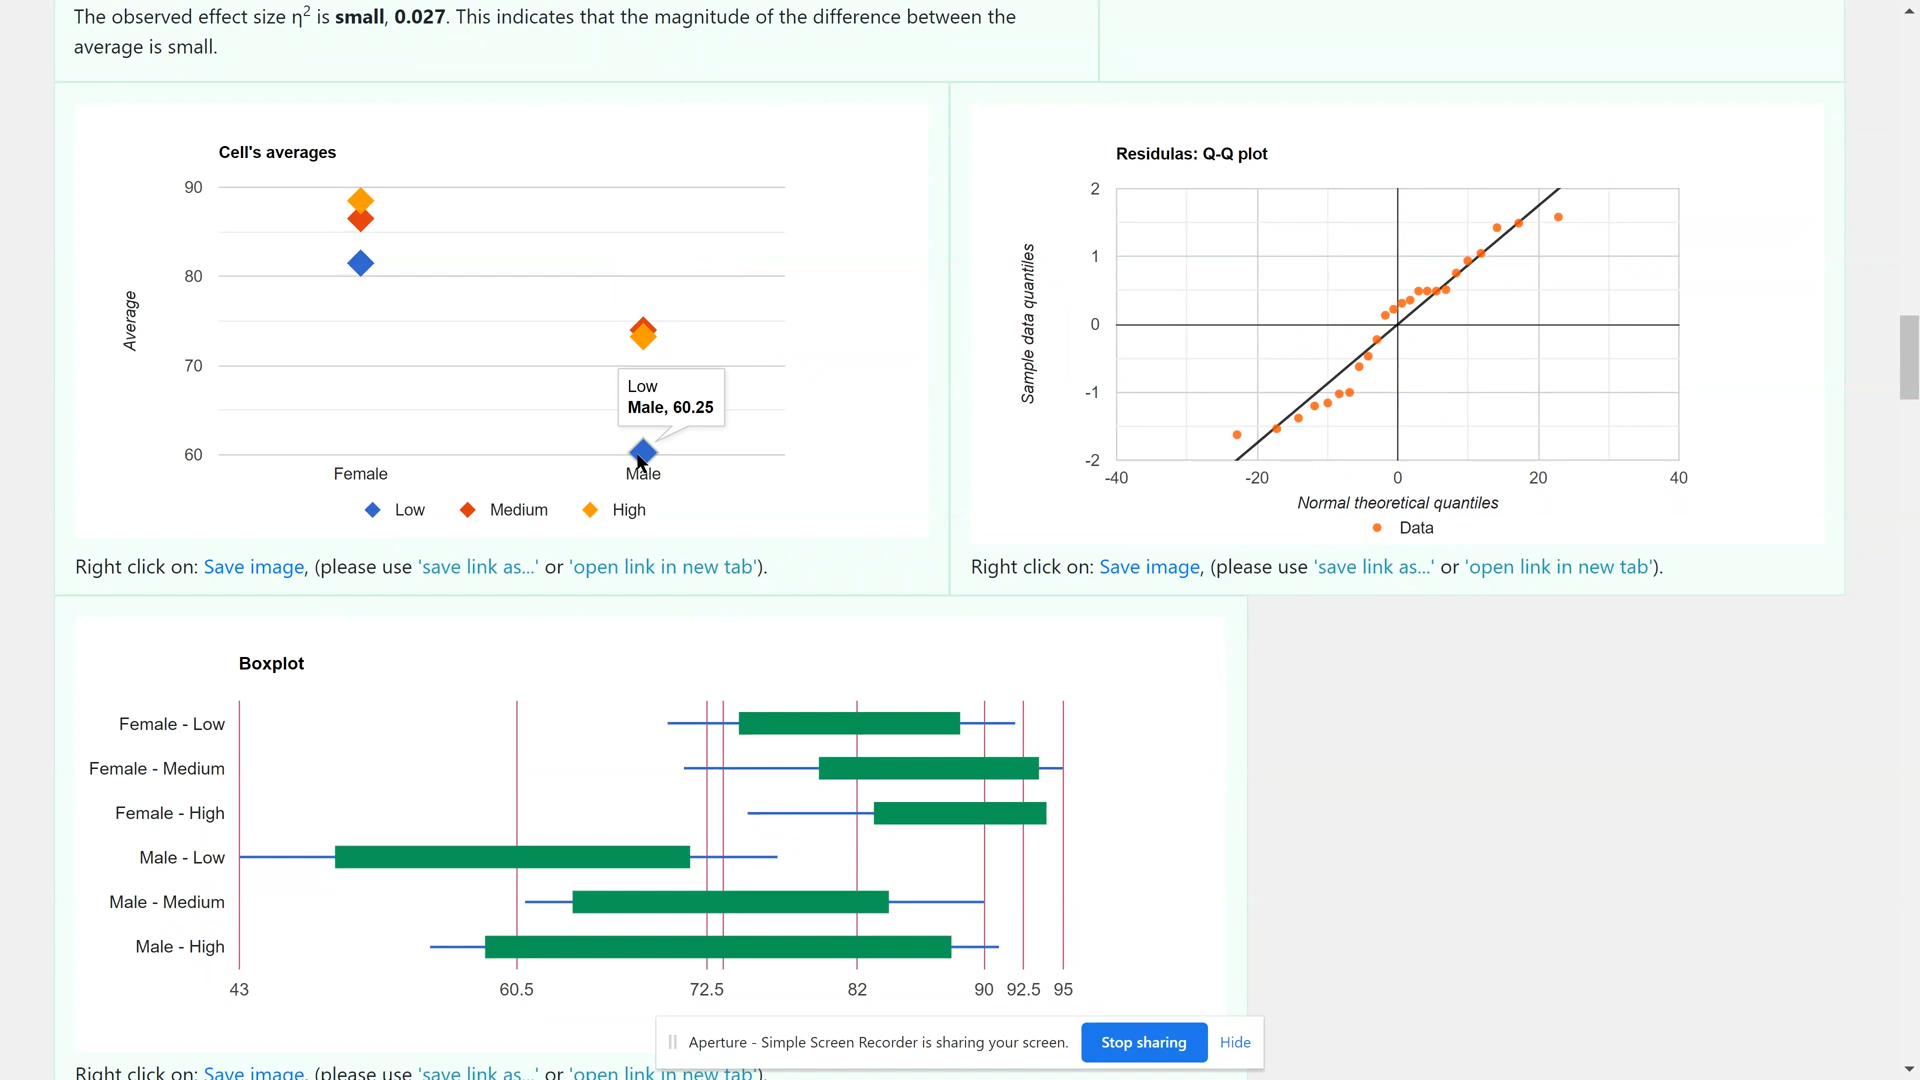 The observed effect size η² is small, 0.027. This indicates that the magnitude of the difference between the
average is small.
Cell's averages
90
80
70
60
Average
Low
Male, 60.25
Female
Male
Low
Medium
High
Right click on: Save image, (please use 'save link as...' or 'open link in new tab').
Residulas: Q-Q plot
2
1
0
-1
-2
Sample data quantiles
-40
-20
0
20
40
Normal theoretical quantiles
Data
Right click on: Save image, (please use 'save link as...' or 'open link in new tab').
Boxplot
Female - Low
Female - Medium
Female - High
Male - Low
Male - Medium
Male - High
43
60.5
72.5
82
90
92.5
95
Aperture - Simple Screen Recorder is sharing your screen.
Stop sharing
Hide
Right click on: Save image, (please use 'save link as...' or 'open link in new tab').